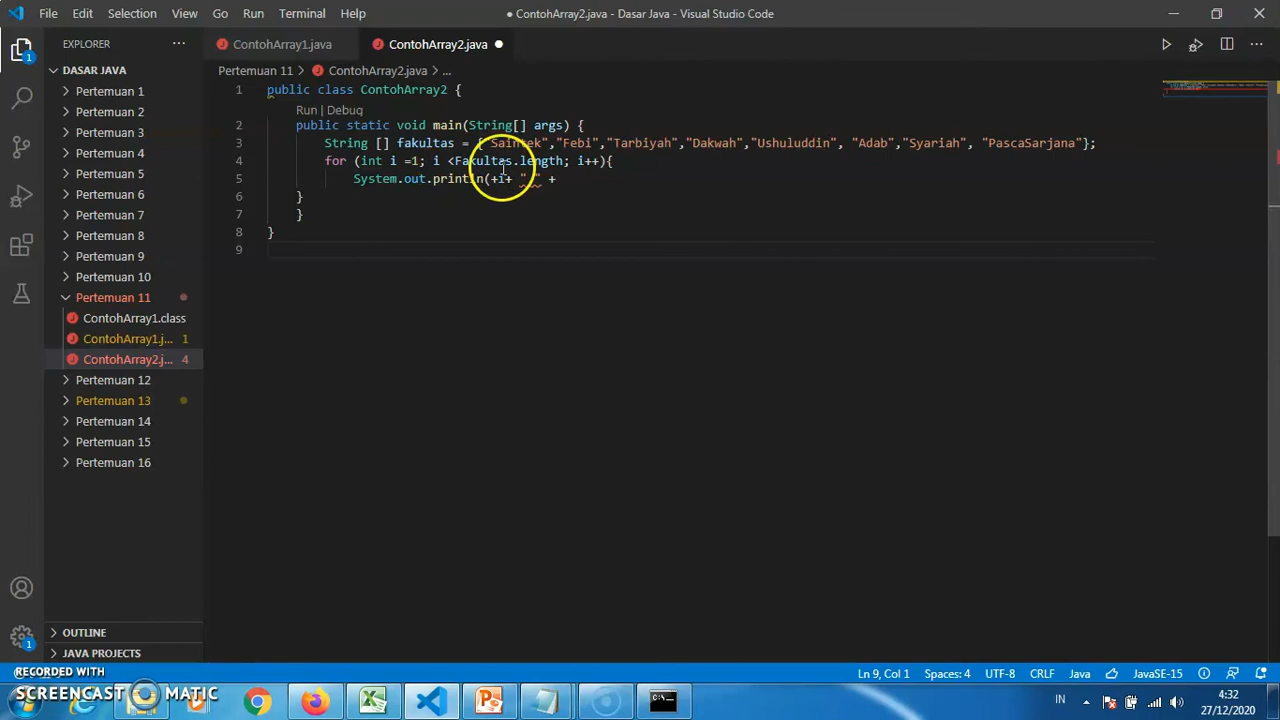 File Edit Selection View Go Run Terminal Help
● ContohArray2.java - Dasar Java - Visual Studio Code
EXPLORER
ContohArray1.java
ContohArray2.java ●
DASAR JAVA
Pertemuan 11 > ContohArray2.java > ...
Pertemuan 1
Pertemuan 2
Pertemuan 3
Pertemuan 4
Pertemuan 5
Pertemuan 6
Pertemuan 7
Pertemuan 8
Pertemuan 9
Pertemuan 10
Pertemuan 11
ContohArray1.class
ContohArray1.j... 1
ContohArray2.j... 4
Pertemuan 12
Pertemuan 13
Pertemuan 14
Pertemuan 15
Pertemuan 16
OUTLINE
JAVA PROJECTS
1 public class ContohArray2 {
Run | Debug
2 public static void main(String[] args) {
3 String [] fakultas = {"Saintek","Febi","Tarbiyah","Dakwah","Ushuluddin", "Adab","Syariah", "PascaSarjana"};
4 for (int i =1; i <Fakultas.length; i++){
5 System.out.println(+i+ " " +
6 }
7 }
8 }
9
1
1
Ln 9, Col 1 Spaces: 4 UTF-8 CRLF Java JavaSE-15
RECORDED WITH
SCREENCAST MATIC
IN
4:32
27/12/2020